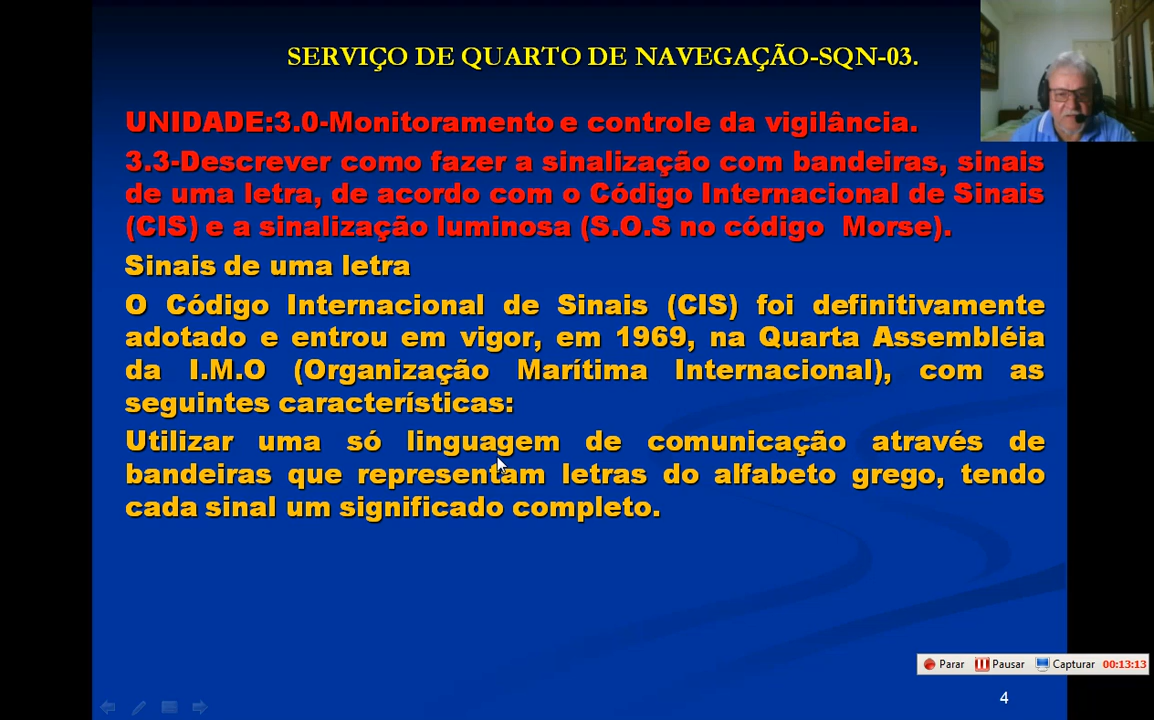 SERVIÇO DE QUARTO DE NAVEGAÇÃO-SQN-03.
UNIDADE:3.0-Monitoramento e controle da vigilância.
3.3-Descrever como fazer a sinalização com bandeiras, sinais
de uma letra, de acordo com o Código Internacional de Sinais
(CIS) e a sinalização luminosa (S.O.S no código Morse).
Sinais de uma letra
O Código Internacional de Sinais (CIS) foi definitivamente
adotado e entrou em vigor, em 1969, na Quarta Assembléia
da I.M.O (Organização Marítima Internacional), com as
seguintes características:
Utilizar uma só linguagem de comunicação através de
bandeiras que representam letras do alfabeto grego, tendo
cada sinal um significado completo.
Parar Pausar Capturar 00:13:13
4